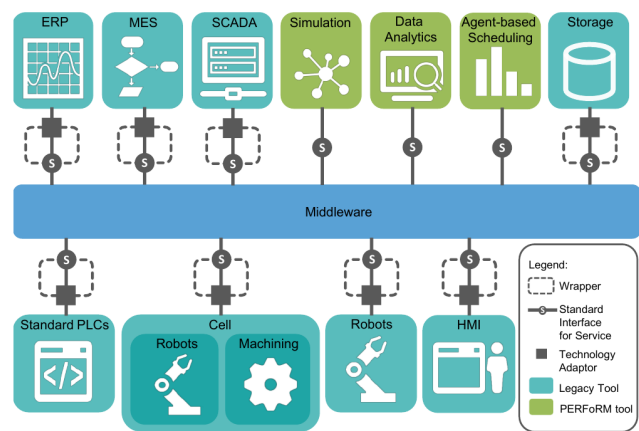 ERP
MES
SCADA
Simulation
Data
Analytics
Agent-based
Scheduling
Storage
S
S
S
S
S
S
S
Middleware
S
S
S
S
Standard PLCs
</>
Cell
Robots
Machining
Robots
HMI
Legend:
Wrapper
S
Standard
Interface
for Service
Technology
Adaptor
Legacy Tool
PERFoRM tool